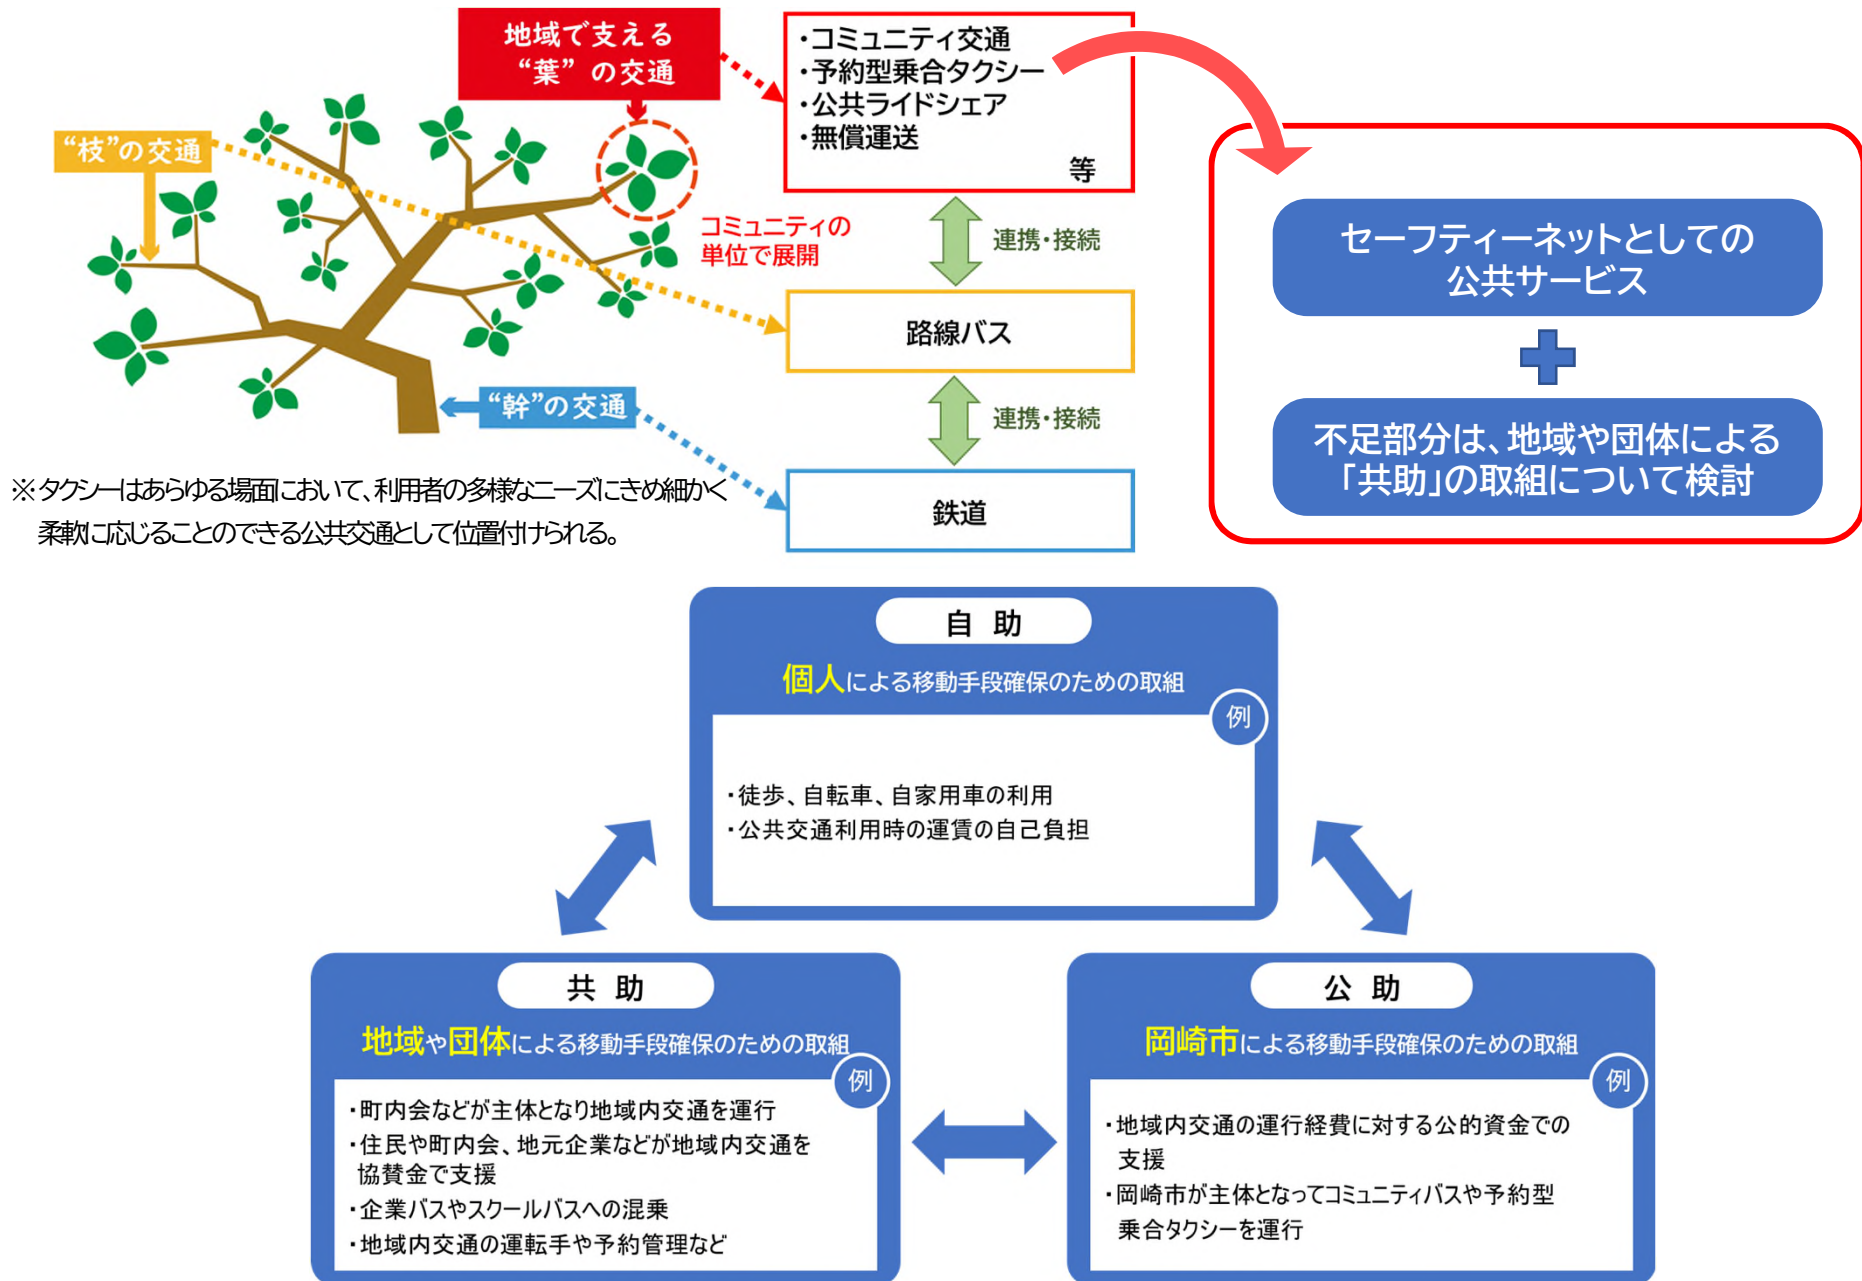 地域で支える
“葉”の交通
“枝”の交通
・コミュニティ交通
・予約型乗合タクシー
・公共ライドシェア
・無償運送
等
コミュニティの
単位で展開
連携・接続
路線バス
連携・接続
“幹”の交通
鉄道
※タクシーはあらゆる場面において、利用者の多様なニーズにきめ細かく
柔軟に応じることのできる公共交通として位置付けられる。
セーフティーネットとしての
公共サービス
不足部分は、地域や団体による
「共助」の取組について検討
自 助
個人による移動手段確保のための取組
例
・徒歩、自転車、自家用車の利用
・公共交通利用時の運賃の自己負担
共 助
地域や団体による移動手段確保のための取組
例
・町内会などが主体となり地域内交通を運行
・住民や町内会、地元企業などが地域内交通を
協賛金で支援
・企業バスやスクールバスへの混乗
・地域内交通の運転手や予約管理など
公 助
岡崎市による移動手段確保のための取組
例
・地域内交通の運行経費に対する公的資金での
支援
・岡崎市が主体となってコミュニティバスや予約型
乗合タクシーを運行